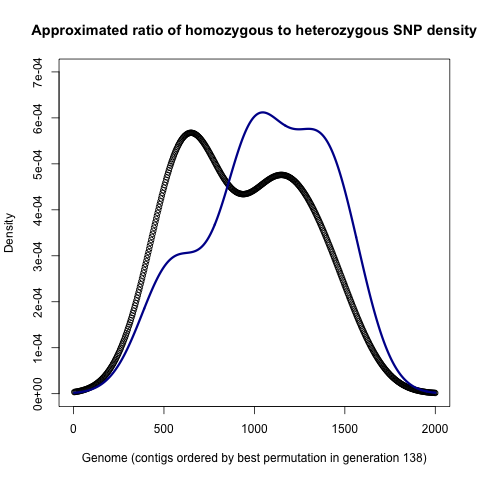 Approximated ratio of homozygous to heterozygous SNP density
7e-04
6e-04
5e-04
4e-04
3e-04
2e-04
1e-04
0e+00
Density
0 500 1000 1500 2000
Genome (contigs ordered by best permutation in generation 138)